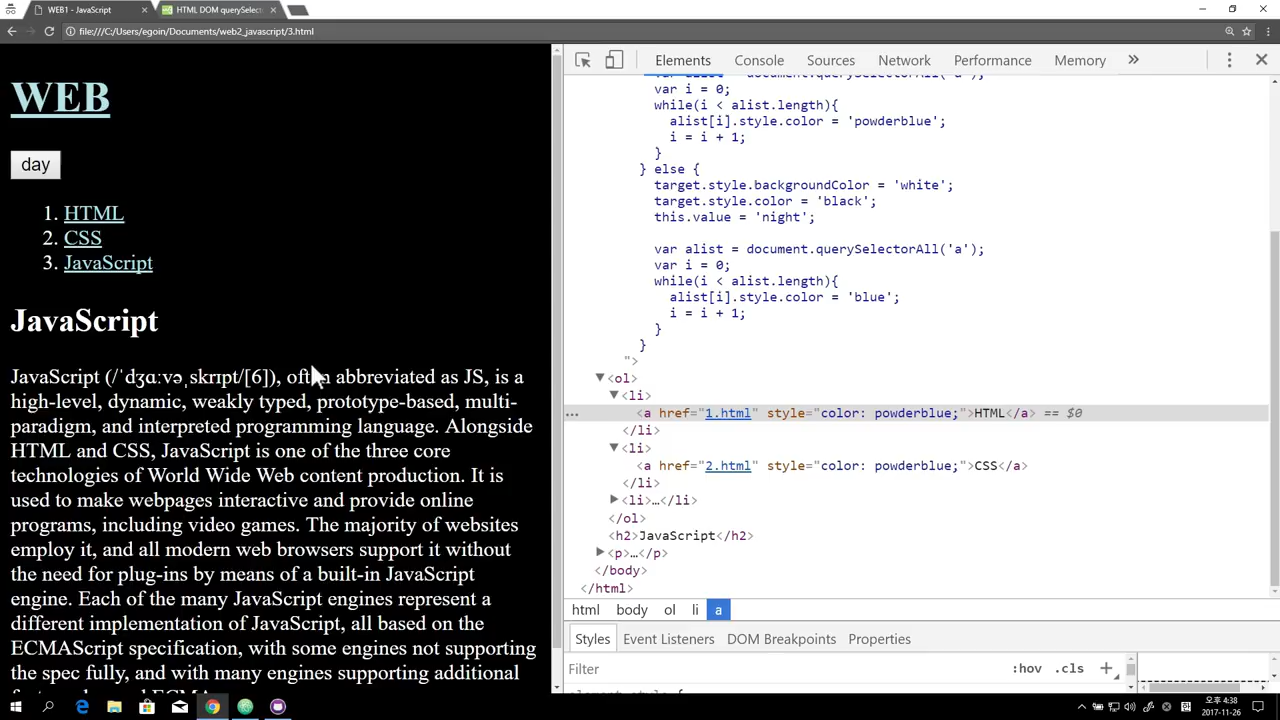 WEB1 - JavaScript
HTML DOM querySelect
file:///C:/Users/egoin/Documents/web2_javascript/3.html
WEB
day
1. HTML
2. CSS
3. JavaScript
JavaScript
JavaScript (/ˈdʒɑːvəˌskrɪpt/[6]), often abbreviated as JS, is a
high-level, dynamic, weakly typed, prototype-based, multi-
paradigm, and interpreted programming language. Alongside
HTML and CSS, JavaScript is one of the three core
technologies of World Wide Web content production. It is
used to make webpages interactive and provide online
programs, including video games. The majority of websites
employ it, and all modern web browsers support it without
the need for plug-ins by means of a built-in JavaScript
engine. Each of the many JavaScript engines represent a
different implementation of JavaScript, all based on the
ECMAScript specification, with some engines not supporting
the spec fully, and with many engines supporting additional
Elements Console Sources Network Performance Memory »
var alist = document.querySelectorAll('a');
var i = 0;
while(i < alist.length){
alist[i].style.color = 'powderblue';
i = i + 1;
}
} else {
target.style.backgroundColor = 'white';
target.style.color = 'black';
this.value = 'night';
var alist = document.querySelectorAll('a');
var i = 0;
while(i < alist.length){
alist[i].style.color = 'blue';
i = i + 1;
}
}
">
▼<ol>
▼<li>
… <a href="1.html" style="color: powderblue;">HTML</a> == $0
</li>
▼<li>
<a href="2.html" style="color: powderblue;">CSS</a>
</li>
▶<li>…</li>
</ol>
<h2>JavaScript</h2>
▶<p>…</p>
</body>
</html>
html body ol li a
Styles Event Listeners DOM Breakpoints Properties
Filter :hov .cls +
오후 4:38
2017-11-26